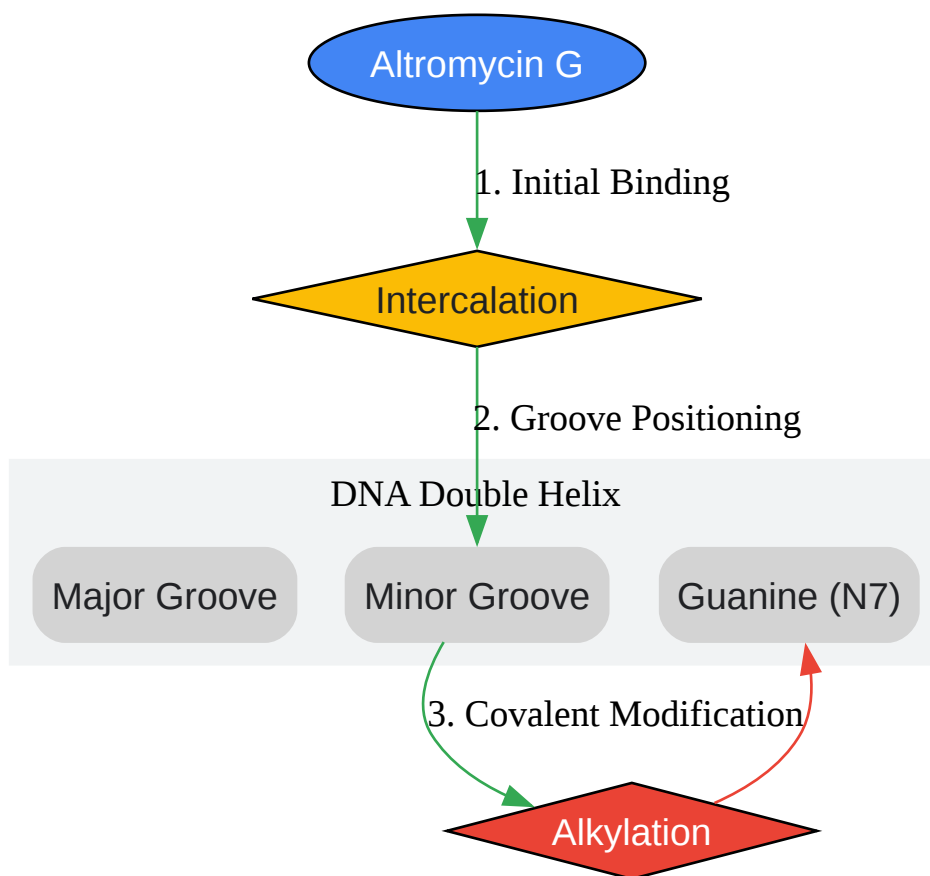 Altromycin G
1. Initial Binding
Intercalation
2. Groove Positioning
DNA Double Helix
Major Groove
Minor Groove
Guanine (N7)
3. Covalent Modification
Alkylation